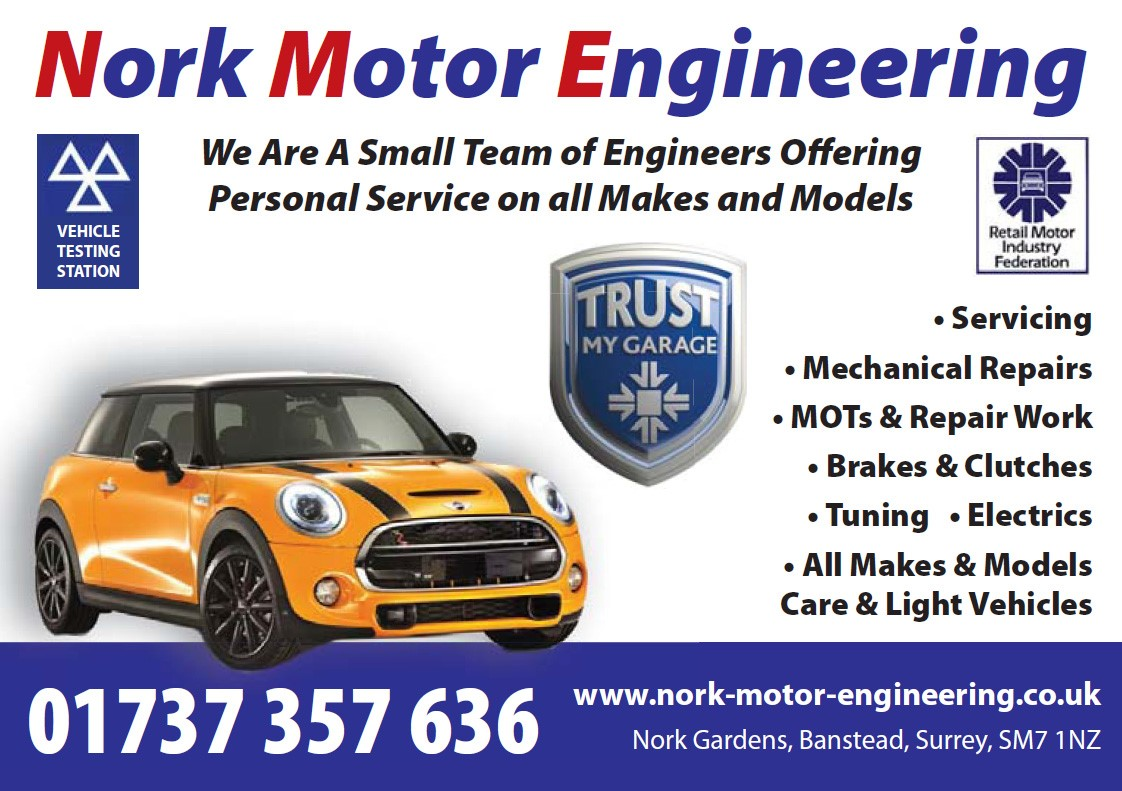 Nork Motor Engineering
We Are A Small Team of Engineers Offering
Personal Service on all Makes and Models
VEHICLE
TESTING
STATION
Retail Motor
Industry
Federation
TRUST
MY GARAGE
• Servicing
• Mechanical Repairs
• MOTs & Repair Work
• Brakes & Clutches
• Tuning • Electrics
• All Makes & Models
Care & Light Vehicles
01737 357 636
www.nork-motor-engineering.co.uk
Nork Gardens, Banstead, Surrey, SM7 1NZ